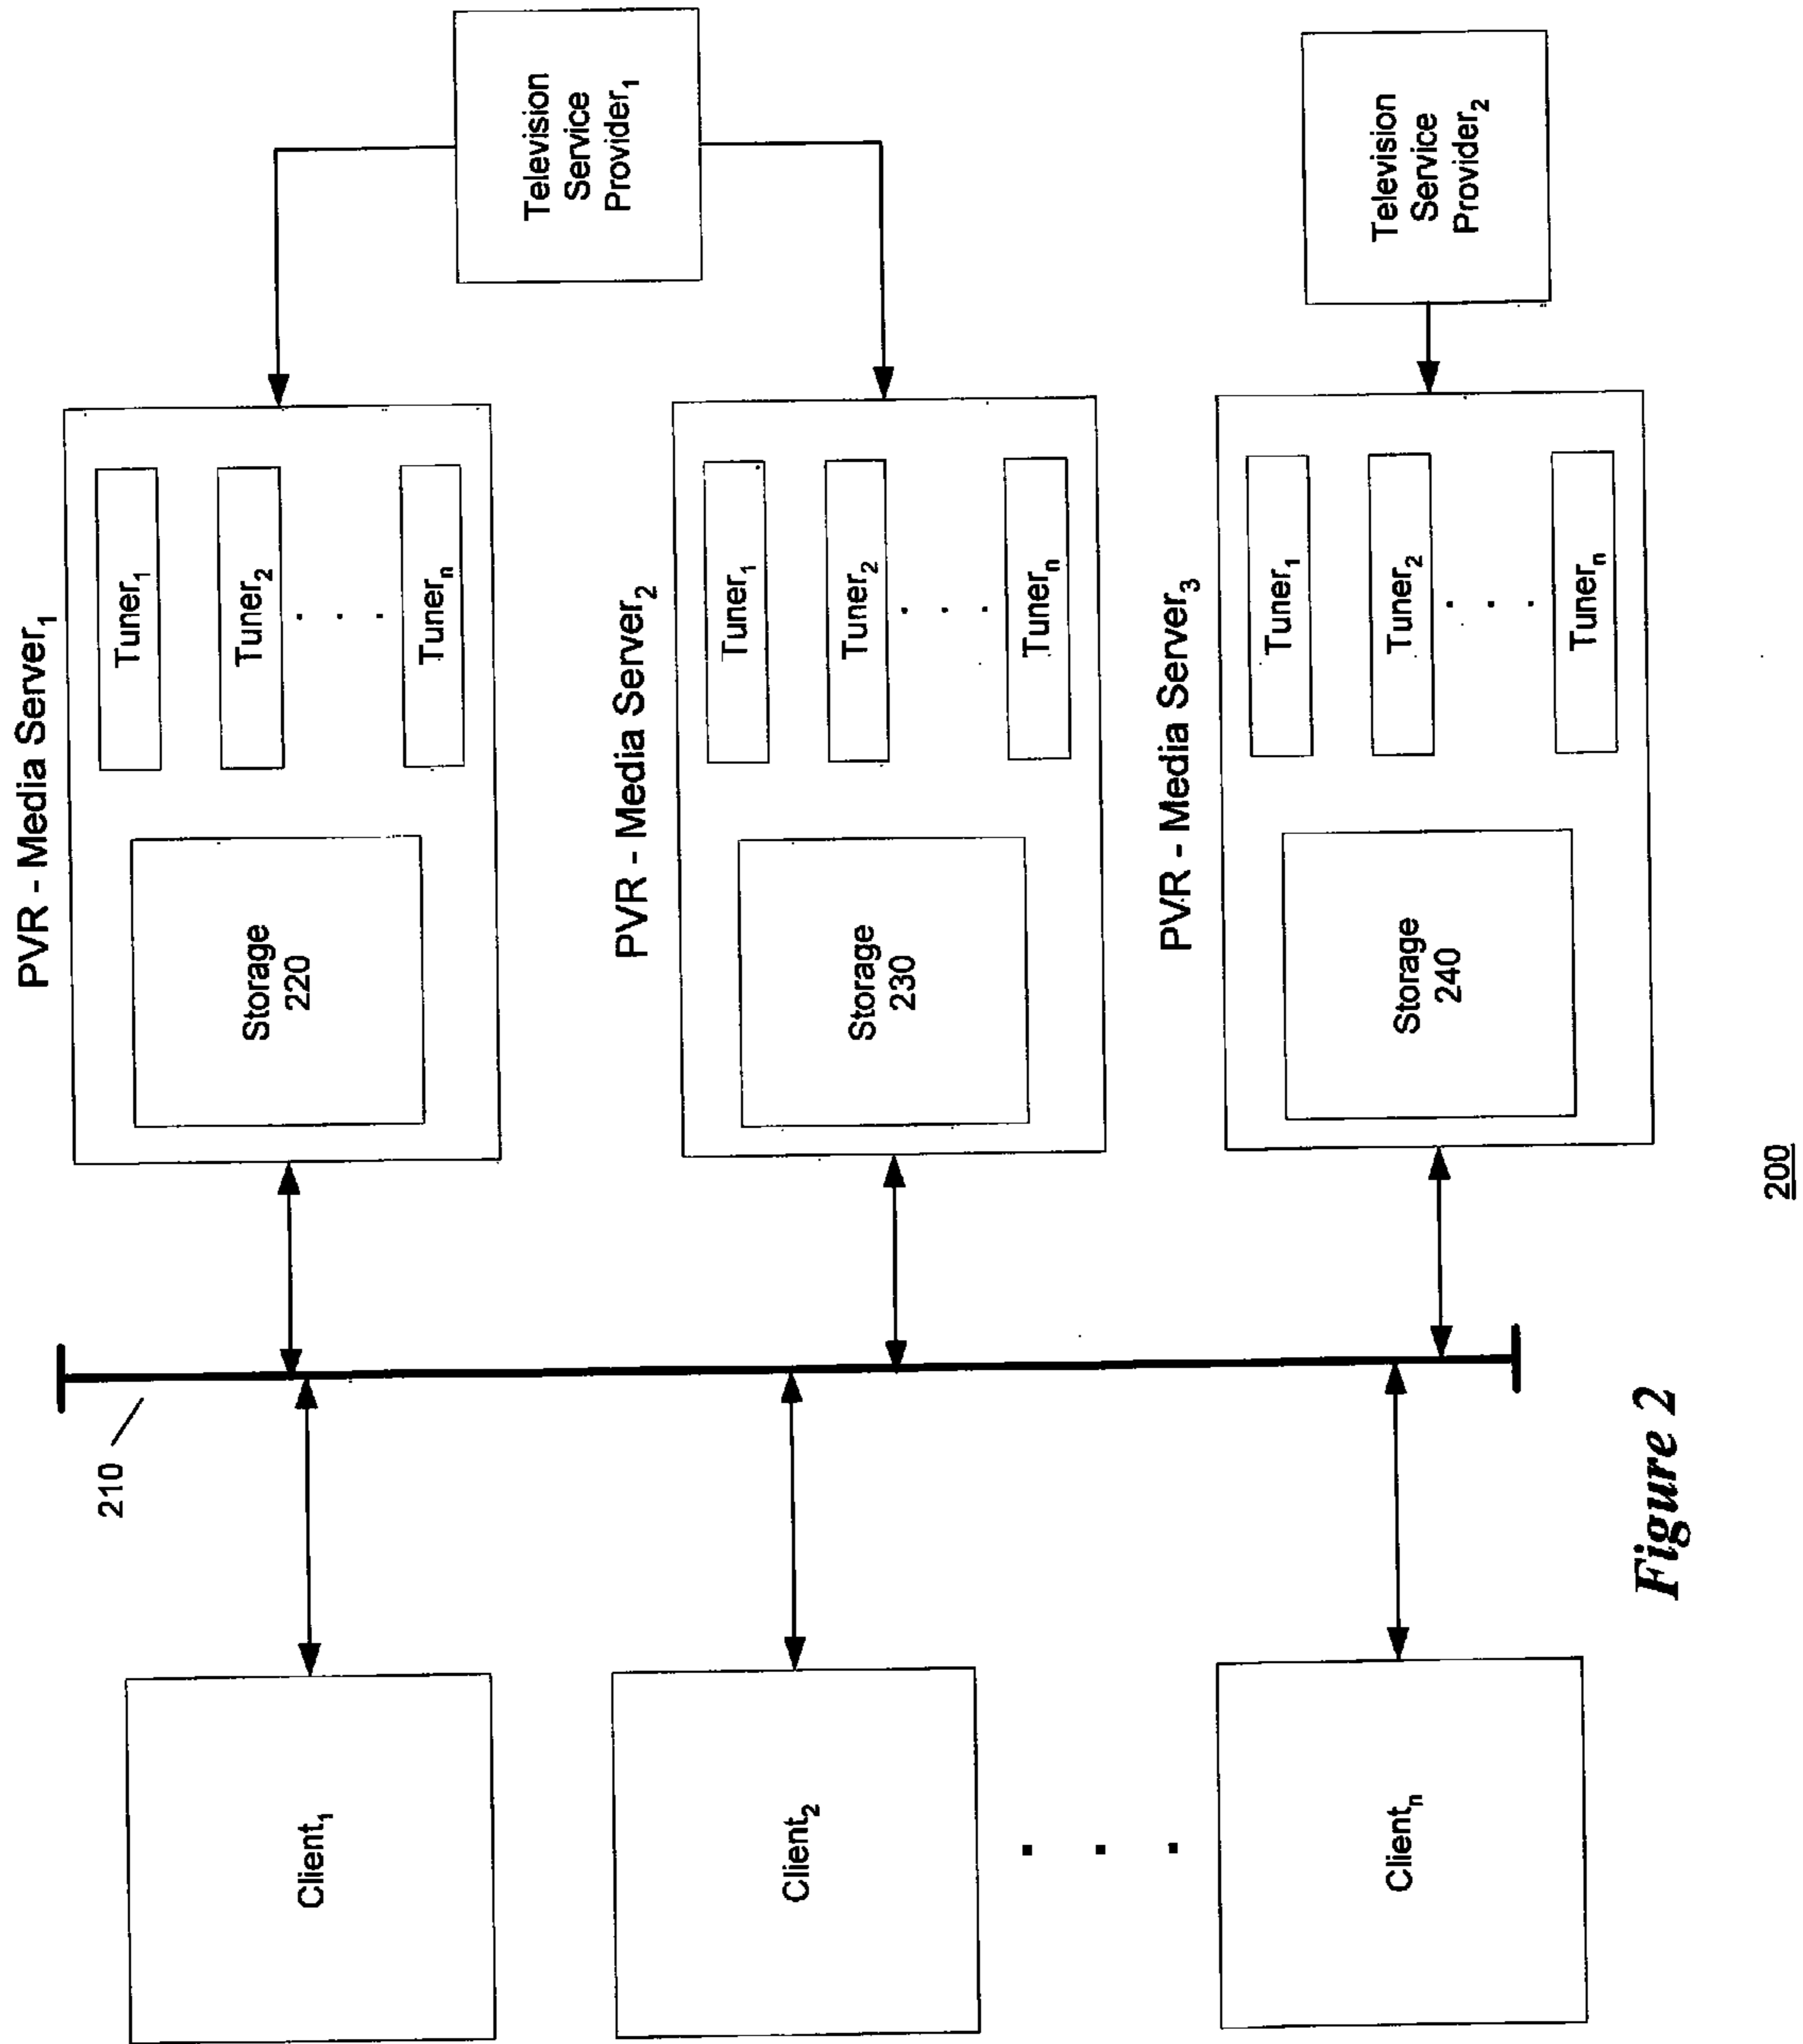 PVR - Media Server1
Tuner1
Tuner2
. . .
Tunern
Storage
220
PVR - Media Server2
Tuner1
Tuner2
. . .
Tunern
Storage
230
PVR - Media Server3
Tuner1
Tuner2
. . .
Tunern
Storage
240
Television
Service
Provider1
Television
Service
Provider2
210
Client1
Client2
. . .
Clientn
200
Figure 2